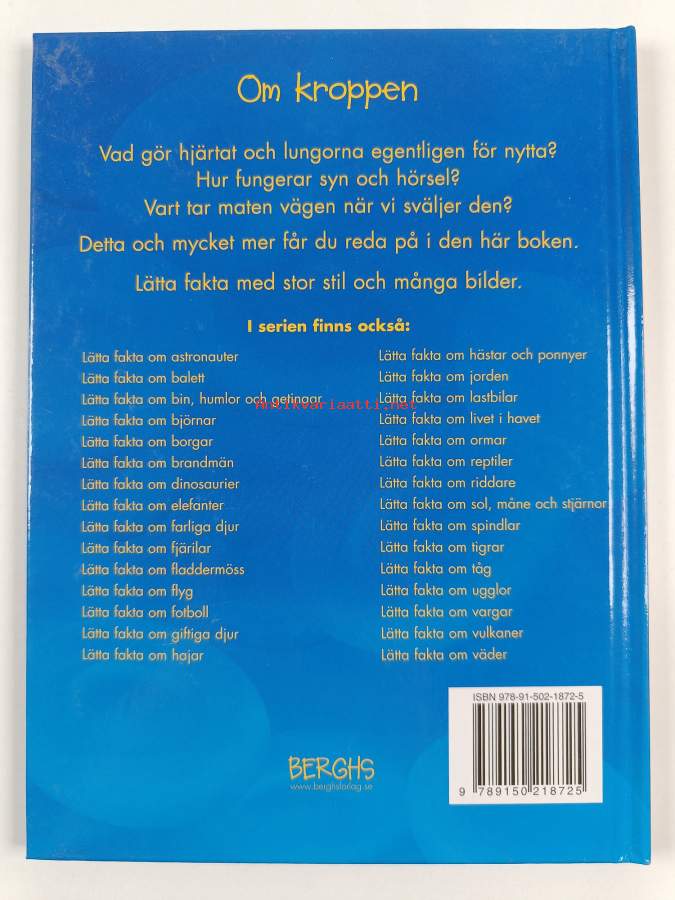 Om kroppen
Vad gör hjärtat och lungorna egentligen för nytta?
Hur fungerar syn och hörsel?
Vart tar maten vägen när vi sväljer den?
Detta och mycket mer får du reda på i den här boken.
Lätta fakta med stor stil och många bilder.
I serien finns också:
Lätta fakta om astronauter
Lätta fakta om balett
Lätta fakta om bin, humlor och getingar
Lätta fakta om björnar
Lätta fakta om borgar
Lätta fakta om brandmän
Lätta fakta om dinosaurier
Lätta fakta om elefanter
Lätta fakta om farliga djur
Lätta fakta om fjärilar
Lätta fakta om fladdermöss
Lätta fakta om flyg
Lätta fakta om fotboll
Lätta fakta om giftiga djur
Lätta fakta om hajar
Lätta fakta om hästar och ponnyer
Lätta fakta om jorden
Lätta fakta om lastbilar
Lätta fakta om livet i havet
Lätta fakta om ormar
Lätta fakta om reptiler
Lätta fakta om riddare
Lätta fakta om sol, måne och stjärnor
Lätta fakta om spindlar
Lätta fakta om tigrar
Lätta fakta om tåg
Lätta fakta om ugglor
Lätta fakta om vargar
Lätta fakta om vulkaner
Lätta fakta om väder
Antikvariaatti.net
BERGHS
www.berghsforlag.se
ISBN 978-91-502-1872-5
9 789150 218725